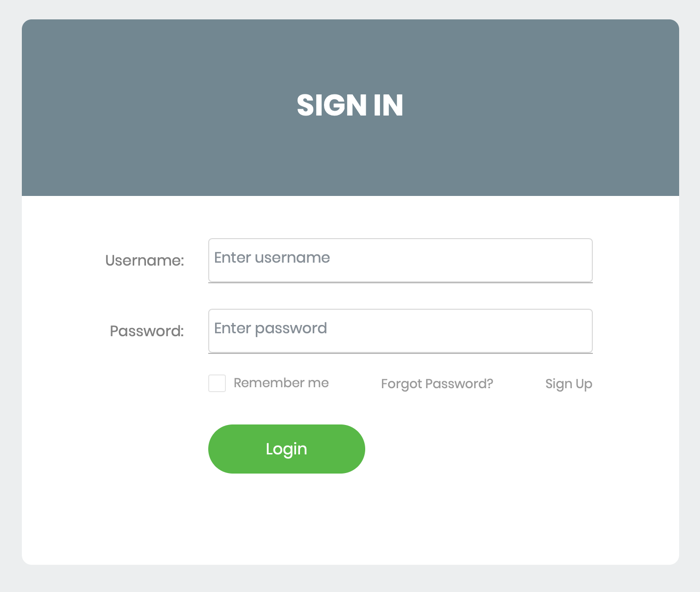 SIGN IN
Username:
Enter username
Password:
Enter password
Remember me
Forgot Password?
Sign Up
Login